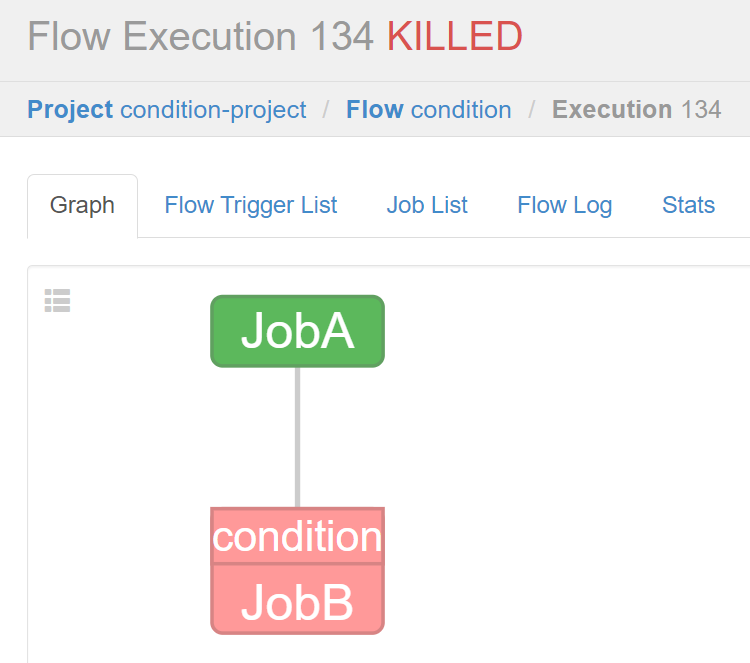 Flow Execution 134 KILLED
Project condition-project / Flow condition / Execution 134
Graph Flow Trigger List Job List Flow Log Stats
JobA
condition
JobB